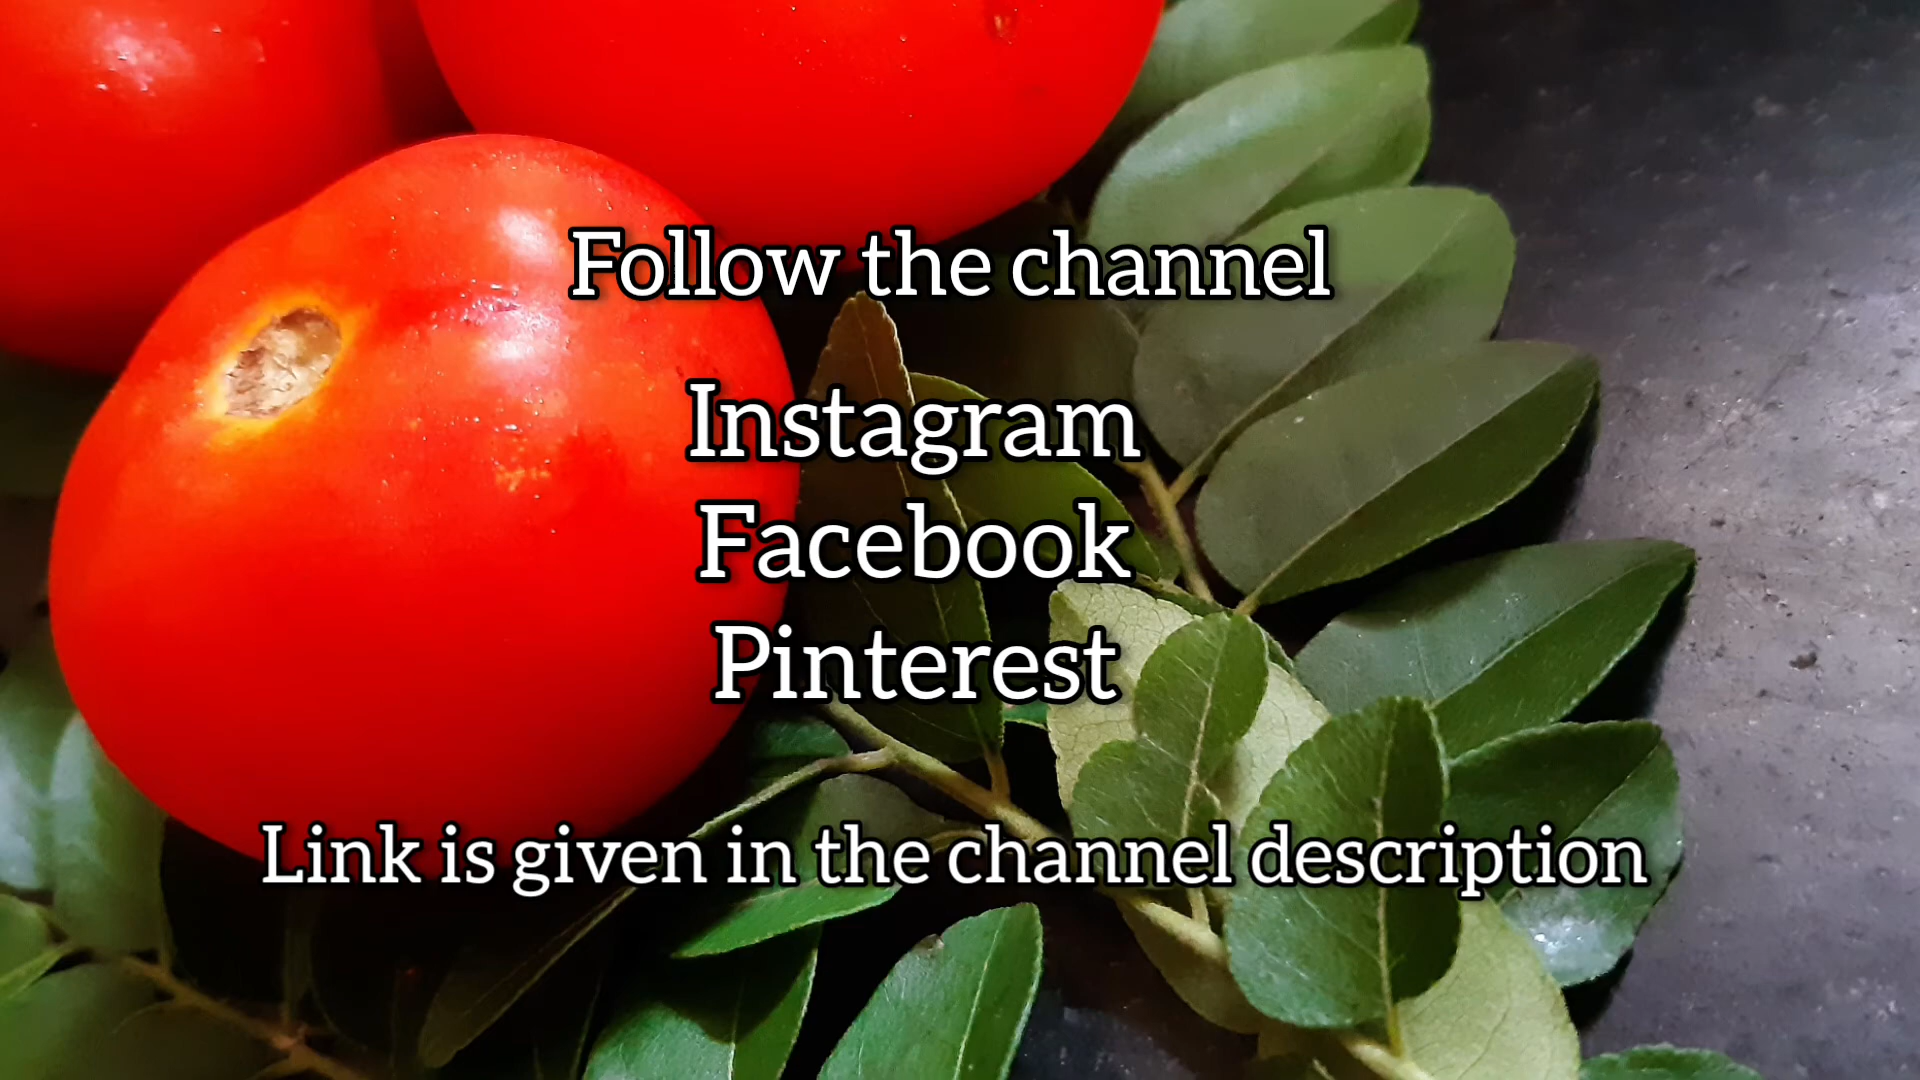 Follow the channel
Instagram
Facebook
Pinterest
Link is given in the channel description